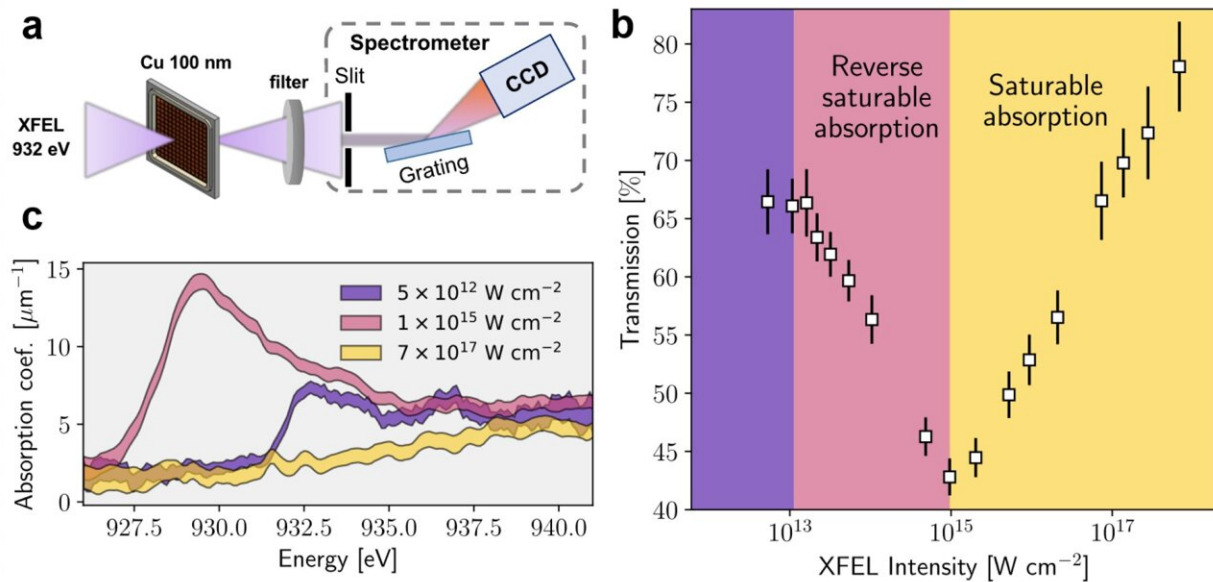 a
Spectrometer
Cu 100 nm
filter
Slit
CCD
XFEL
932 eV
Grating
b
80
75
70
65
60
55
50
45
40
Transmission [%]
Reverse
saturable
absorption
Saturable
absorption
10¹³
10¹⁵
10¹⁷
XFEL Intensity [W cm⁻²]
c
15
10
5
0
Absorption coef. [μm⁻¹]
5 × 10¹² W cm⁻²
1 × 10¹⁵ W cm⁻²
7 × 10¹⁷ W cm⁻²
927.5
930.0
932.5
935.0
937.5
940.0
Energy [eV]